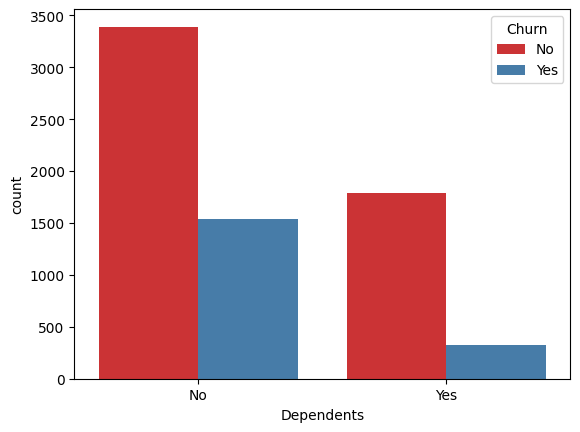 3500
3000
2500
2000
1500
1000
500
0
count
Churn
No
Yes
No
Yes
Dependents